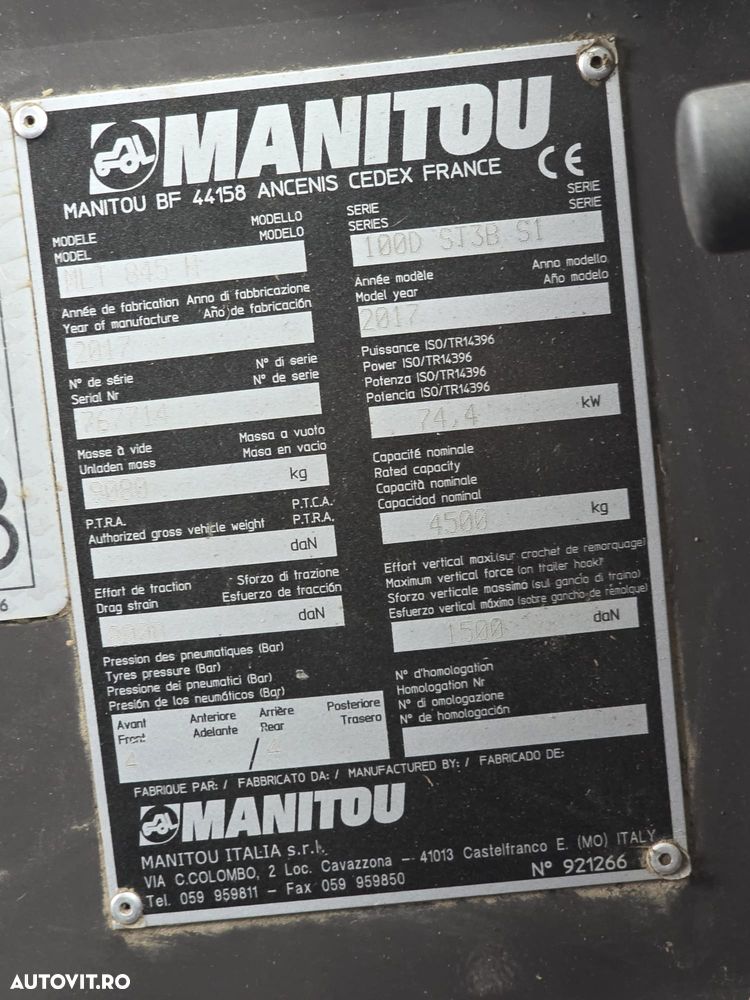 MANITOU
MANITOU BF 44158 ANCENIS CEDEX FRANCE CE
MODELE MODELLO
MODEL MODELO
MLT 845 H
SERIE SERIE
SERIES SERIE
100D ST3B S1
Année de fabrication Anno di fabbricazione
Year of manufacture Año de fabricación
2017
Année modèle Anno modello
Model year Año modelo
2017
N° de série N° di serie
Serial Nr N° de serie
767714
Puissance ISO/TR14396
Power ISO/TR14396
Potenza ISO/TR14396
Potencia ISO/TR14396
74,4 kW
Masse à vide Massa a vuoto
Unladen mass Masa en vacio
kg
Capacité nominale
Rated capacity
Capacità nominale
Capacidad nominal
4500 kg
P.T.R.A. P.T.C.A.
Authorized gross vehicle weight P.T.R.A.
daN
Effort vertical maxi.(sur crochet de remorquage)
Maximum vertical force (on trailer hook?
Sforzo verticale massimo (sul gancio di traino)
Esfuerzo vertical máximo (sobre gancho de remolque)
1500 daN
Effort de traction Sforzo di trazione
Drag strain Esfuerzo de tracción
daN
Pression des pneumatiques (Bar)
Tyres pressure (Bar)
Pressione dei pneumatici (Bar)
Presión de los neumóticos (Bar)
Avant Anteriore Arrière Posteriore
Front Adelante Rear Trasero
4 / 4
N° d'homologation
Homologation Nr
N° di omologazione
N° de homologación
FABRIQUE PAR: / FABBRICATO DA: / MANUFACTURED BY: / FABRICADO DE:
MANITOU
MANITOU ITALIA s.r.l.
VIA C.COLOMBO, 2 Loc. Cavazzona - 41013 Castelfranco E. (MO) ITALY
Tel. 059 959811 - Fax 059 959850 N° 921266
AUTOVIT.RO